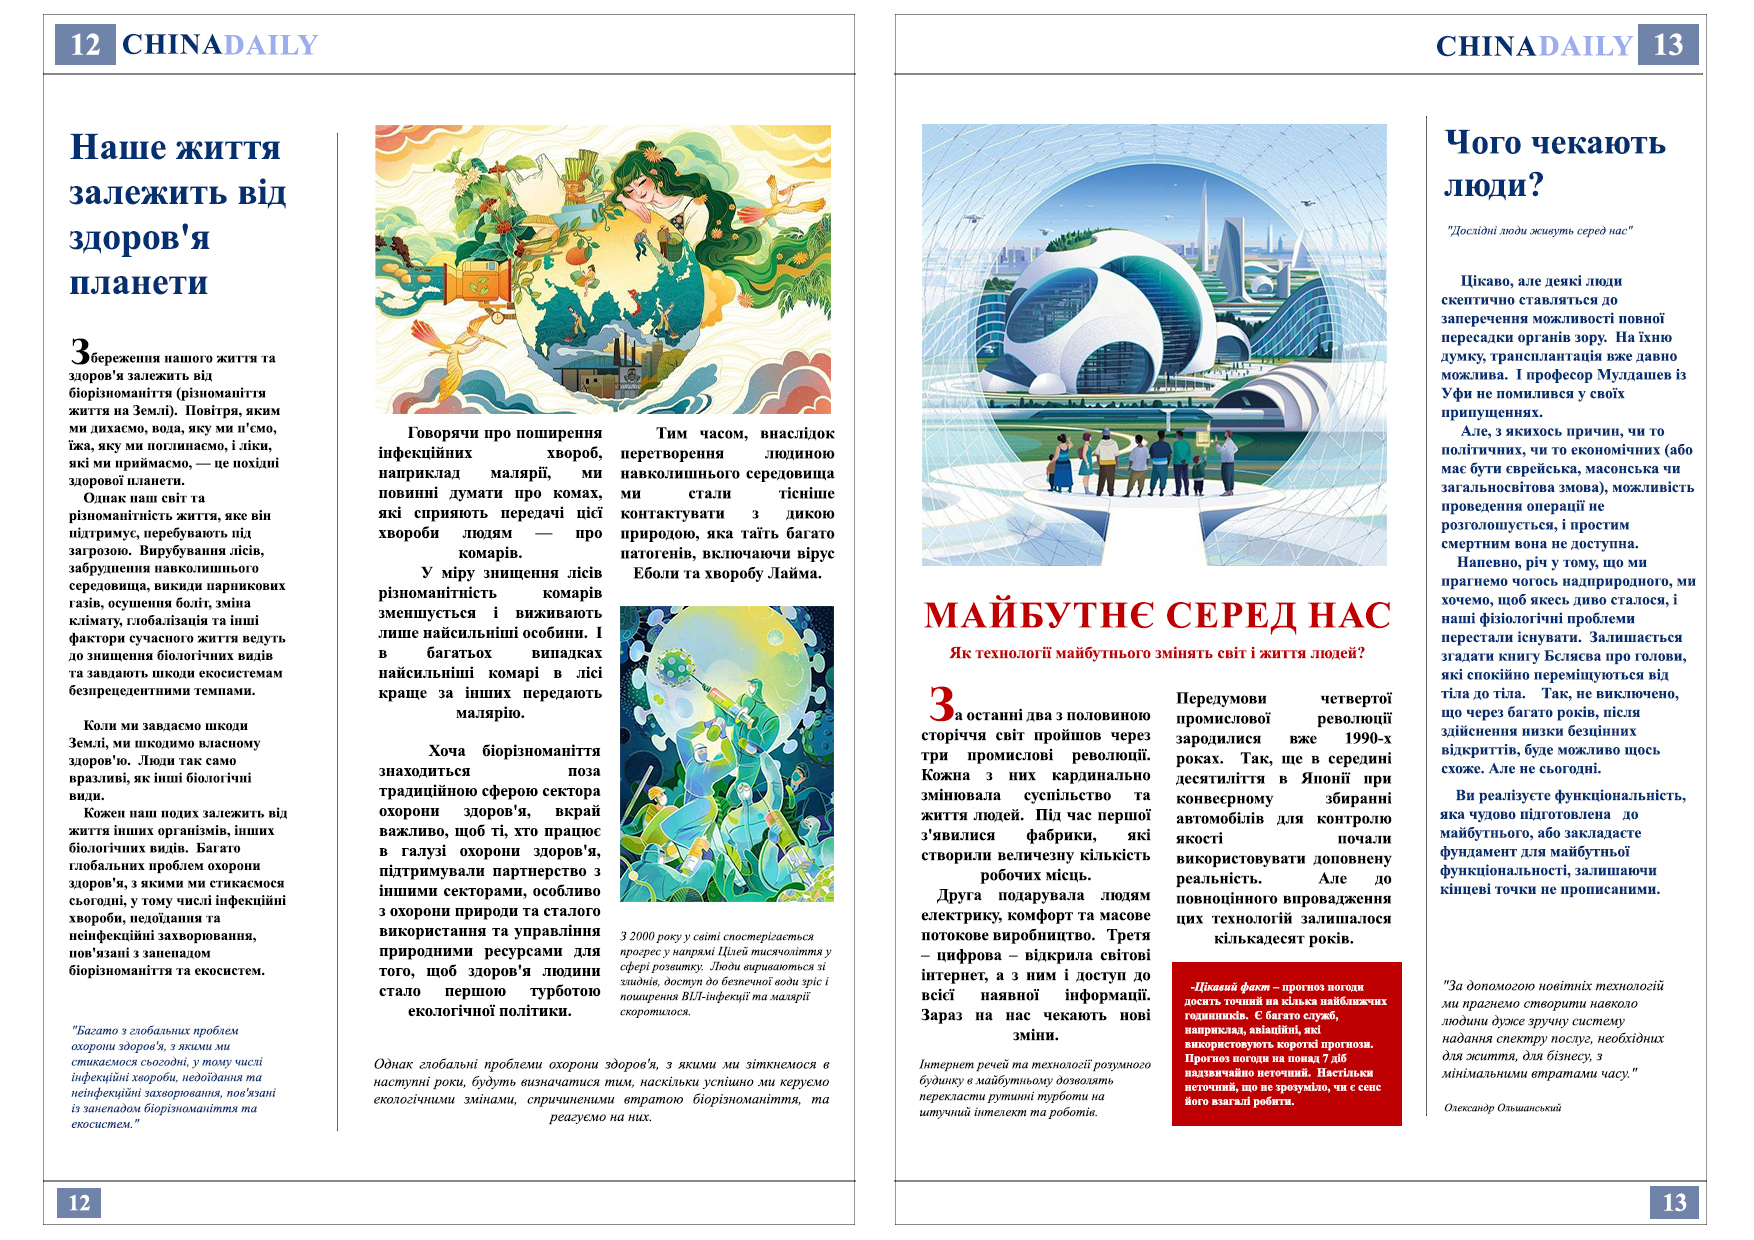 12 CHINADAILY
Наше життя
залежить від
здоров'я
планети
Збереження нашого життя та
здоров'я залежить від
біорізноманіття (різноманіття
життя на Землі). Повітря, яким
ми дихаємо, вода, яку ми п'ємо,
їжа, яку ми поглинаємо, і ліки,
які ми приймаємо, — це похідні
здорової планети.
Однак наш світ та
різноманітність життя, яке він
підтримує, перебувають під
загрозою. Вирубування лісів,
забруднення навколишнього
середовища, викиди парникових
газів, осушення боліт, зміна
клімату, глобалізація та інші
фактори сучасного життя ведуть
до знищення біологічних видів
та завдають шкоди екосистемам
безпрецедентними темпами.
Коли ми завдаємо шкоди
Землі, ми шкодимо власному
здоров'ю. Люди так само
вразливі, як інші біологічні
види.
Кожен наш подих залежить від
життя інших організмів, інших
біологічних видів. Багато
глобальних проблем охорони
здоров'я, з якими ми стикаємося
сьогодні, у тому числі інфекційні
хвороби, недоїдання та
неінфекційні захворювання,
пов'язані з занепадом
біорізноманіття та екосистем.
"Багато з глобальних проблем
охорони здоров'я, з якими ми
стикаємося сьогодні, у тому числі
інфекційні хвороби, недоїдання та
неінфекційні захворювання, пов'язані
із занепадом біорізноманіття та
екосистем."
Говорячи про поширення
інфекційних хвороб,
наприклад малярії, ми
повинні думати про комах,
які сприяють передачі цієї
хвороби людям — про
комарів.
У міру знищення лісів
різноманітність комарів
зменшується і виживають
лише найсильніші особини. І
в багатьох випадках
найсильніші комарі в лісі
краще за інших передають
малярію.
Хоча біорізноманіття
знаходиться поза
традиційною сферою сектора
охорони здоров'я, вкрай
важливо, щоб ті, хто працює
в галузі охорони здоров'я,
підтримували партнерство з
іншими секторами, особливо
з охорони природи та сталого
використання та управління
природними ресурсами для
того, щоб здоров'я людини
стало першою турботою
екологічної політики.
Тим часом, внаслідок
перетворення людиною
навколишнього середовища
ми стали тісніше
контактувати з дикою
природою, яка таїть багато
патогенів, включаючи вірус
Еболи та хворобу Лайма.
З 2000 року у світі спостерігається
прогрес у напрямі Цілей тисячоліття у
сфері розвитку. Люди вириваються зі
злиднів, доступ до безпечної води зріс і
поширення ВІЛ-інфекції та малярії
скоротилося.
Однак глобальні проблеми охорони здоров'я, з якими ми зіткнемося в
наступні роки, будуть визначатися тим, наскільки успішно ми керуємо
екологічними змінами, спричиненими втратою біорізноманіття, та
реагуємо на них.
12
CHINADAILY 13
МАЙБУТНЄ СЕРЕД НАС
Як технології майбутнього змінять світ і життя людей?
За останні два з половиною
сторіччя світ пройшов через
три промислові революції.
Кожна з них кардинально
змінювала суспільство та
життя людей. Під час першої
з'явилися фабрики, які
створили величезну кількість
робочих місць.
Друга подарувала людям
електрику, комфорт та масове
потокове виробництво. Третя
– цифрова – відкрила світові
інтернет, а з ним і доступ до
всієї наявної інформації.
Зараз на нас чекають нові
зміни.
Інтернет речей та технології розумного
будинку в майбутньому дозволять
перекласти рутинні турботи на
штучний інтелект та роботів.
Передумови четвертої
промислової революції
зародилися вже 1990-х
роках. Так, ще в середині
десятиліття в Японії при
конвеєрному збиранні
автомобілів для контролю
якості почали
використовувати доповнену
реальність. Але до
повноцінного впровадження
цих технологій залишалося
кількадесят років.
-Цікавий факт – прогноз погоди
досить точний на кілька найближчих
годинників. Є багато служб,
наприклад, авіаційні, які
використовують короткі прогнози.
Прогноз погоди на понад 7 діб
надзвичайно неточний. Настільки
неточний, що не зрозуміло, чи є сенс
його взагалі робити.
Чого чекають
люди?
"Дослідні люди живуть серед нас"
Цікаво, але деякі люди
скептично ставляться до
заперечення можливості повної
пересадки органів зору. На їхню
думку, трансплантація вже давно
можлива. І професор Мулдашев із
Уфи не помилився у своїх
припущеннях.
Але, з якихось причин, чи то
політичних, чи то економічних (або
має бути єврейська, масонська чи
загальносвітова змова), можливість
проведення операції не
розголошується, і простим
смертним вона не доступна.
Напевно, річ у тому, що ми
прагнемо чогось надприродного, ми
хочемо, щоб якесь диво сталося, і
наші фізіологічні проблеми
перестали існувати. Залишається
згадати книгу Бєляєва про голови,
які спокійно переміщуються від
тіла до тіла. Так, не виключено,
що через багато років, після
здійснення низки безцінних
відкриттів, буде можливо щось
схоже. Але не сьогодні.
Ви реалізуєте функціональність,
яка чудово підготовлена до
майбутнього, або закладаєте
фундамент для майбутньої
функціональності, залишаючи
кінцеві точки не прописаними.
"За допомогою новітніх технологій
ми прагнемо створити навколо
людини дуже зручну систему
надання спектру послуг, необхідних
для життя, для бізнесу, з
мінімальними втратами часу."
Олександр Ольшанський
13